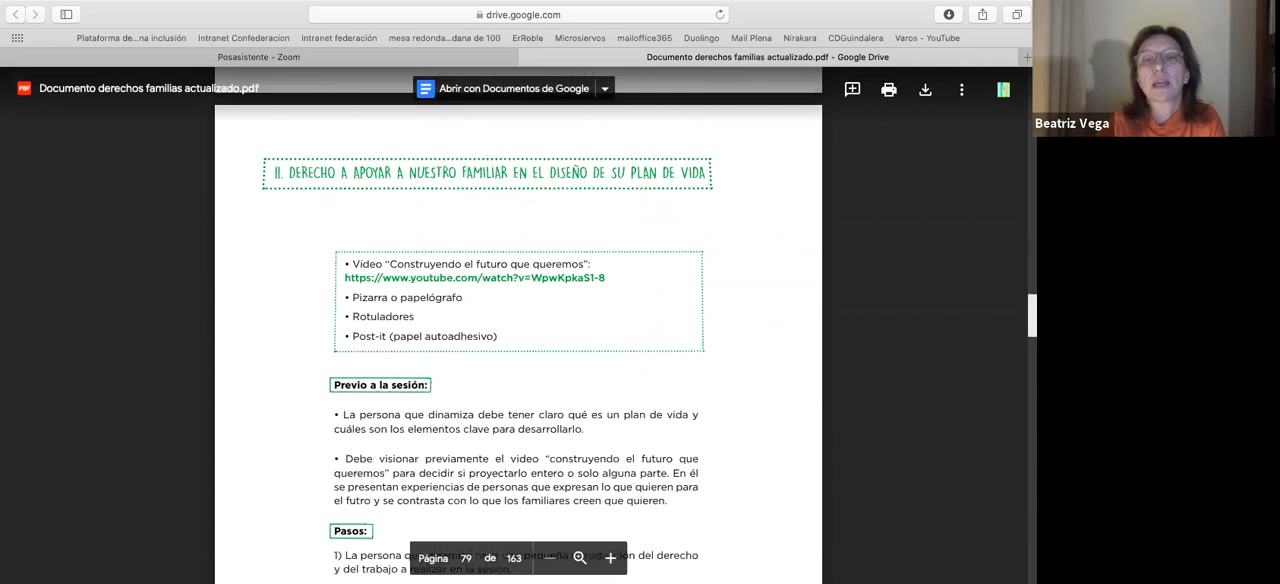 drive.google.com
Plataforma de...na inclusión Intranet Confederacion Intranet federación mesa redonda...dana de 100 ErRoble Microsiervos mailoffice365 Duolingo Mail Plena Nirakara CDGuindalera Varos - YouTube
Posasistente - Zoom Documento derechos familias actualizado.pdf - Google Drive
PDF Documento derechos familias actualizado.pdf Abrir con Documentos de Google
Beatriz Vega
II. DERECHO A APOYAR A NUESTRO FAMILIAR EN EL DISEÑO DE SU PLAN DE VIDA
• Video “Construyendo el futuro que queremos”:
https://www.youtube.com/watch?v=WpwKpkaS1-8
• Pizarra o papelógrafo
• Rotuladores
• Post-it (papel autoadhesivo)
Previo a la sesión:
• La persona que dinamiza debe tener claro qué es un plan de vida y
cuáles son los elementos clave para desarrollarlo.
• Debe visionar previamente el video “construyendo el futuro que
queremos” para decidir si proyectarlo entero o solo alguna parte. En él
se presentan experiencias de personas que expresan lo que quieren para
el futro y se contrasta con lo que los familiares creen que quieren.
Pasos:
1) La persona del derecho
Página 79 de 163
y del trabajo a realizar en la sesión.